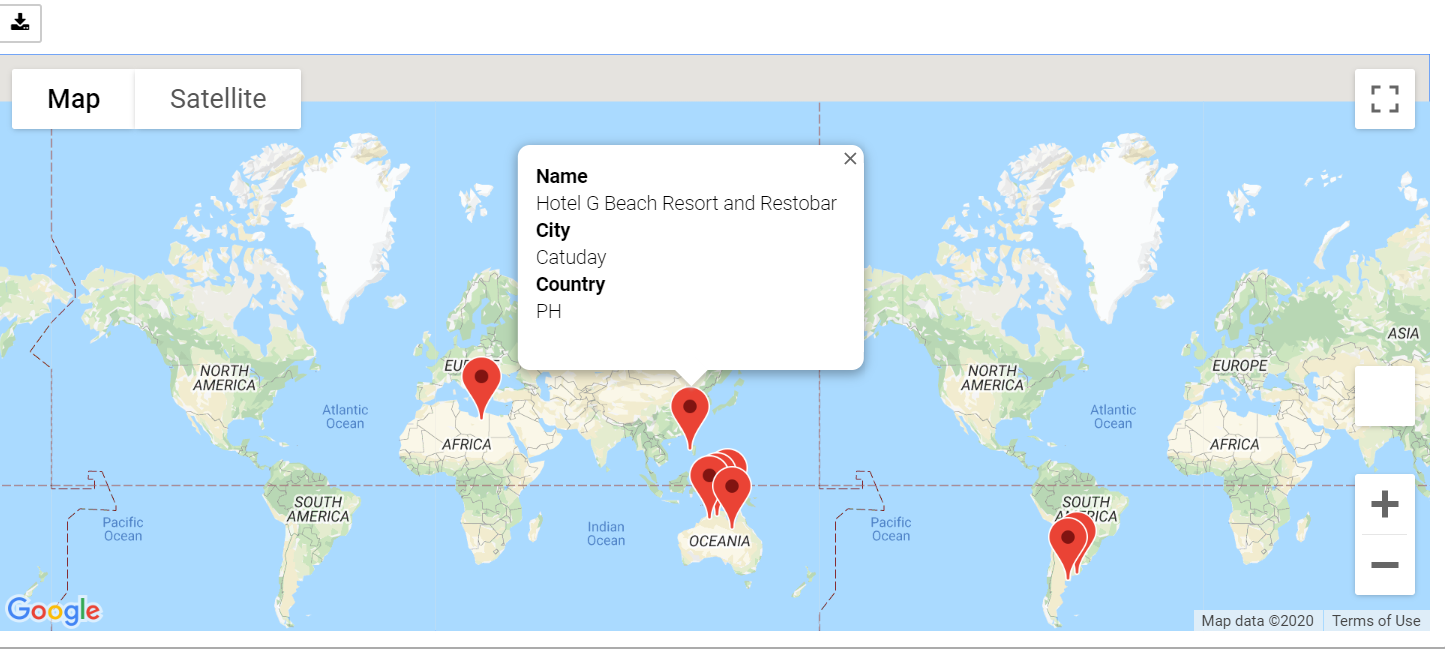 Map
Satellite
Name
Hotel G Beach Resort and Restobar
City
Catuday
Country
PH
NORTH
AMERICA
Atlantic
Ocean
AFRICA
SOUTH
AMERICA
Pacific
Ocean
Indian
Ocean
OCEANIA
NORTH
AMERICA
Atlantic
Ocean
EUROPE
ASIA
AFRICA
SOUTH
AMERICA
Pacific
Ocean
Google
Map data ©2020
Terms of Use